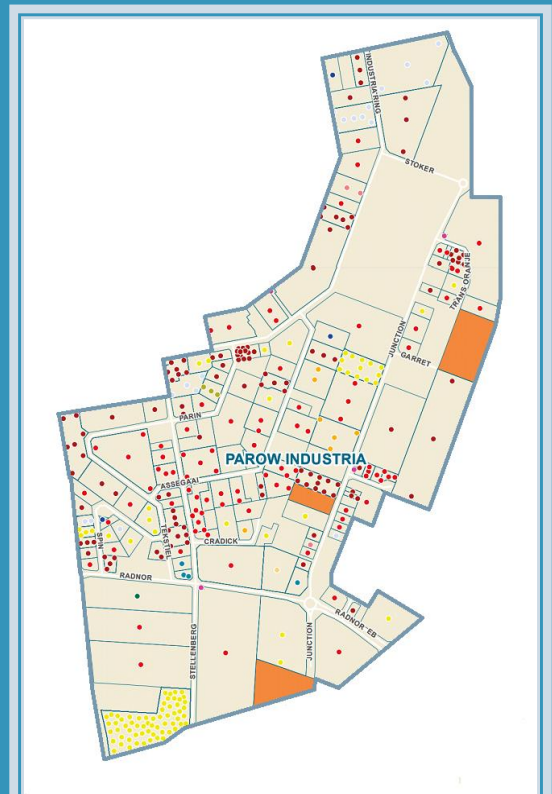 INDUSTRIA RING
STOKER
TRANS ORANJE
JUNCTION
GARRET
PARIN
PAROW INDUSTRIA
ASSEGAAI
TEKSTIEL
SPIN
CRADICK
RADNOR
RADNOR EB
STELLENBERG
JUNCTION